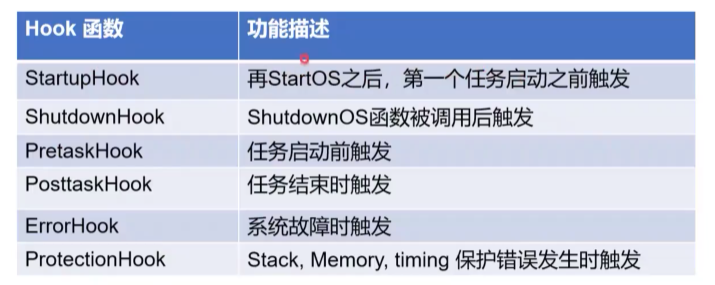 Hook 函数 功能描述
StartupHook 再StartOS之后，第一个任务启动之前触发
ShutdownHook ShutdownOS函数被调用后触发
PretaskHook 任务启动前触发
PosttaskHook 任务结束时触发
ErrorHook 系统故障时触发
ProtectionHook Stack, Memory, timing 保护错误发生时触发